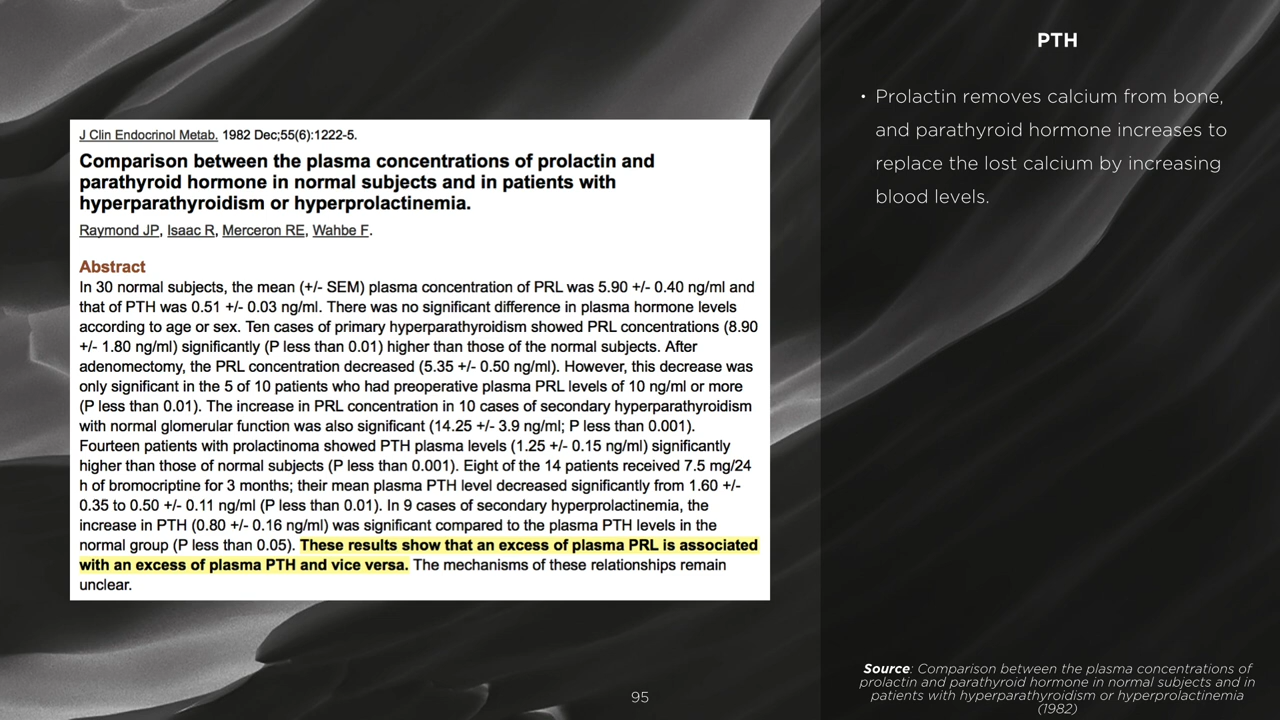 J Clin Endocrinol Metab. 1982 Dec;55(6):1222-5.
Comparison between the plasma concentrations of prolactin and
parathyroid hormone in normal subjects and in patients with
hyperparathyroidism or hyperprolactinemia.
Raymond JP, Isaac R, Merceron RE, Wahbe F.
Abstract
In 30 normal subjects, the mean (+/- SEM) plasma concentration of PRL was 5.90 +/- 0.40 ng/ml and
that of PTH was 0.51 +/- 0.03 ng/ml. There was no significant difference in plasma hormone levels
according to age or sex. Ten cases of primary hyperparathyroidism showed PRL concentrations (8.90
+/- 1.80 ng/ml) significantly (P less than 0.01) higher than those of the normal subjects. After
adenomectomy, the PRL concentration decreased (5.35 +/- 0.50 ng/ml). However, this decrease was
only significant in the 5 of 10 patients who had preoperative plasma PRL levels of 10 ng/ml or more
(P less than 0.01). The increase in PRL concentration in 10 cases of secondary hyperparathyroidism
with normal glomerular function was also significant (14.25 +/- 3.9 ng/ml; P less than 0.001).
Fourteen patients with prolactinoma showed PTH plasma levels (1.25 +/- 0.15 ng/ml) significantly
higher than those of normal subjects (P less than 0.001). Eight of the 14 patients received 7.5 mg/24
h of bromocriptine for 3 months; their mean plasma PTH level decreased significantly from 1.60 +/-
0.35 to 0.50 +/- 0.11 ng/ml (P less than 0.01). In 9 cases of secondary hyperprolactinemia, the
increase in PTH (0.80 +/- 0.16 ng/ml) was significant compared to the plasma PTH levels in the
normal group (P less than 0.05). These results show that an excess of plasma PRL is associated
with an excess of plasma PTH and vice versa. The mechanisms of these relationships remain
unclear.
PTH
• Prolactin removes calcium from bone,
and parathyroid hormone increases to
replace the lost calcium by increasing
blood levels.
Source: Comparison between the plasma concentrations of
prolactin and parathyroid hormone in normal subjects and in
patients with hyperparathyroidism or hyperprolactinemia
(1982)
95